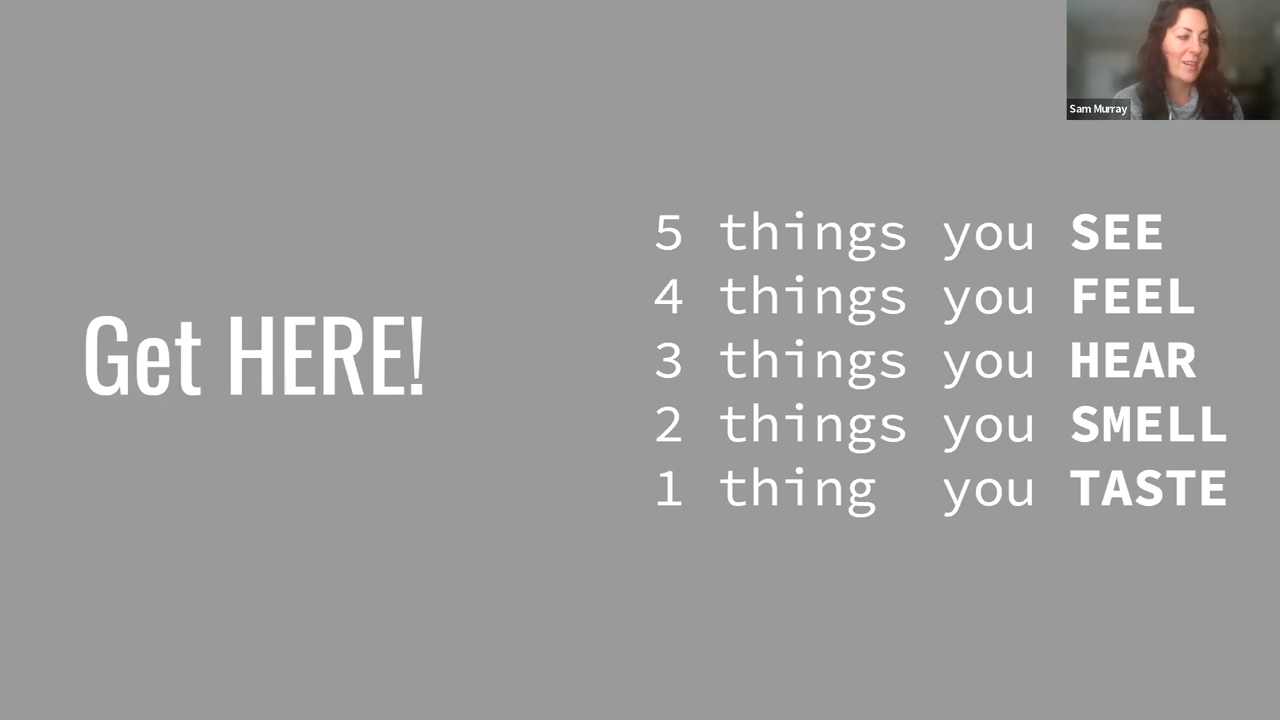 Sam Murray
Get HERE!
5 things you SEE
4 things you FEEL
3 things you HEAR
2 things you SMELL
1 thing  you TASTE